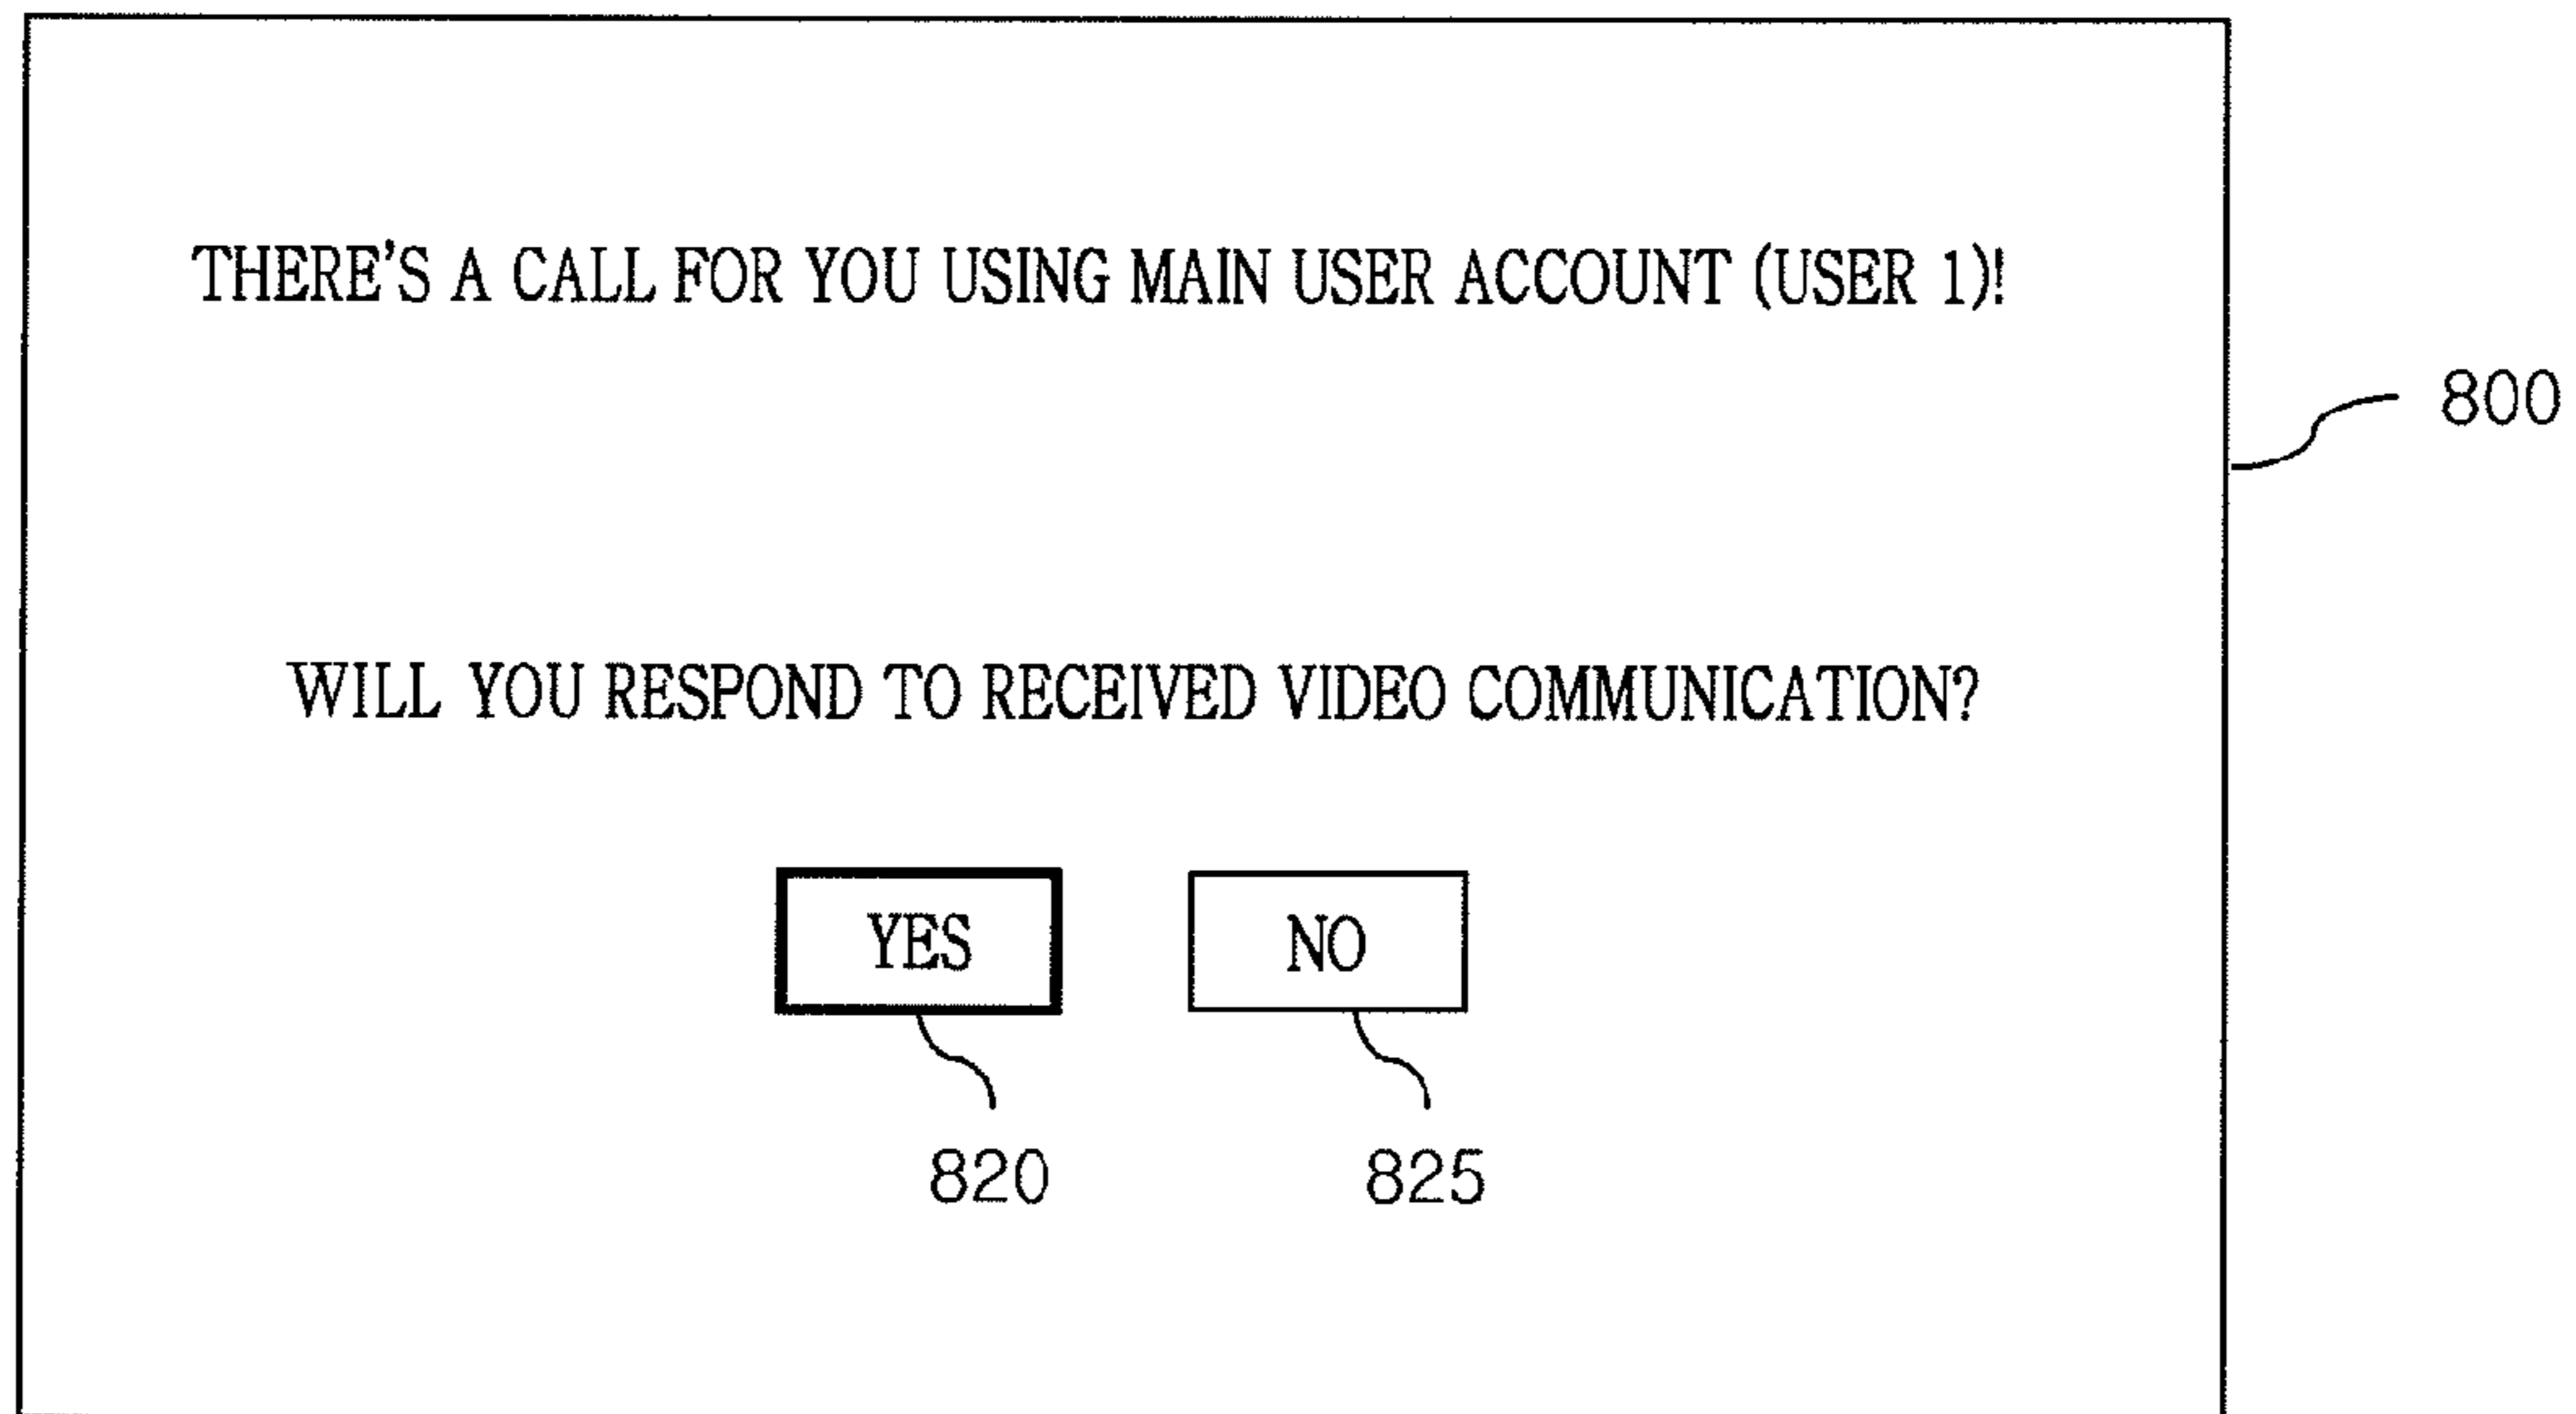 THERE'S A CALL FOR YOU USING MAIN USER ACCOUNT (USER 1)!
800
WILL YOU RESPOND TO RECEIVED VIDEO COMMUNICATION?
YES NO
820 825